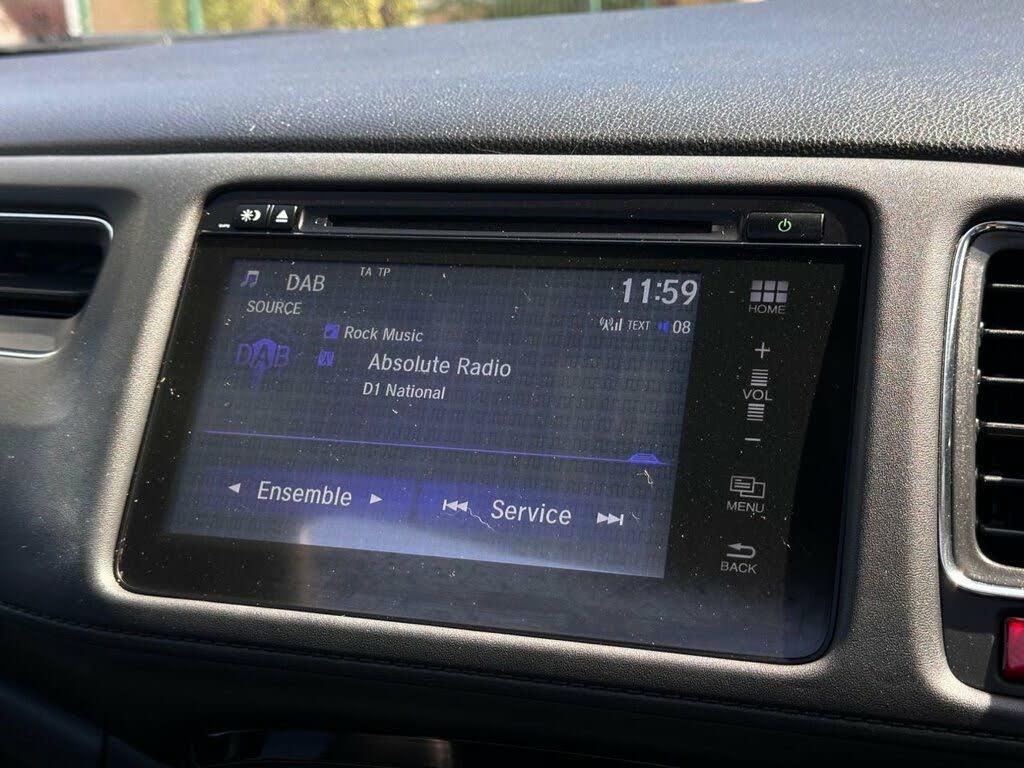 DAB
TA TP
11:59
SOURCE
TEXT 08
Rock Music
DAB
Absolute Radio
D1 National
Ensemble
Service
HOME
+
VOL
−
MENU
BACK